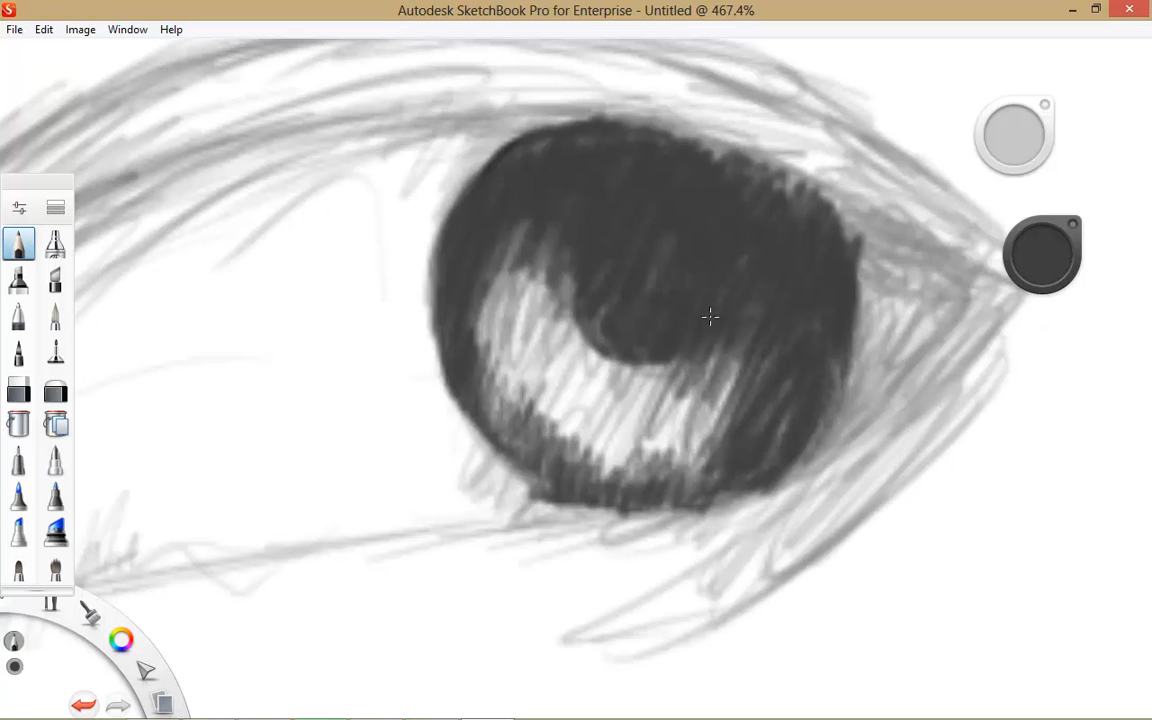 Autodesk SketchBook Pro for Enterprise - Untitled @ 467.4%
File Edit Image Window Help